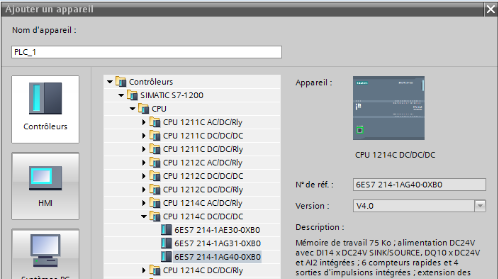 Ajouter un appareil
Nom d'appareil :
PLC_1
Contrôleurs
HMI
Systèmes PC
Contrôleurs
SIMATIC S7-1200
CPU
CPU 1211C AC/DC/Rly
CPU 1211C DC/DC/DC
CPU 1211C DC/DC/Rly
CPU 1212C AC/DC/Rly
CPU 1212C DC/DC/DC
CPU 1212C DC/DC/Rly
CPU 1214C AC/DC/Rly
CPU 1214C DC/DC/DC
6ES7 214-1AE30-0XB0
6ES7 214-1AG31-0XB0
6ES7 214-1AG40-0XB0
CPU 1214C DC/DC/Rly
Appareil :
CPU 1214C DC/DC/DC
N° de réf. :
6ES7 214-1AG40-0XB0
Version :
V4.0
Description :
Mémoire de travail 75 Ko ; alimentation DC24V
avec DI14 x DC24V SINK/SOURCE, DQ10 x DC24V
et AI2 intégrées ; 6 compteurs rapides et 4
sorties d'impulsions intégrées ; extension des